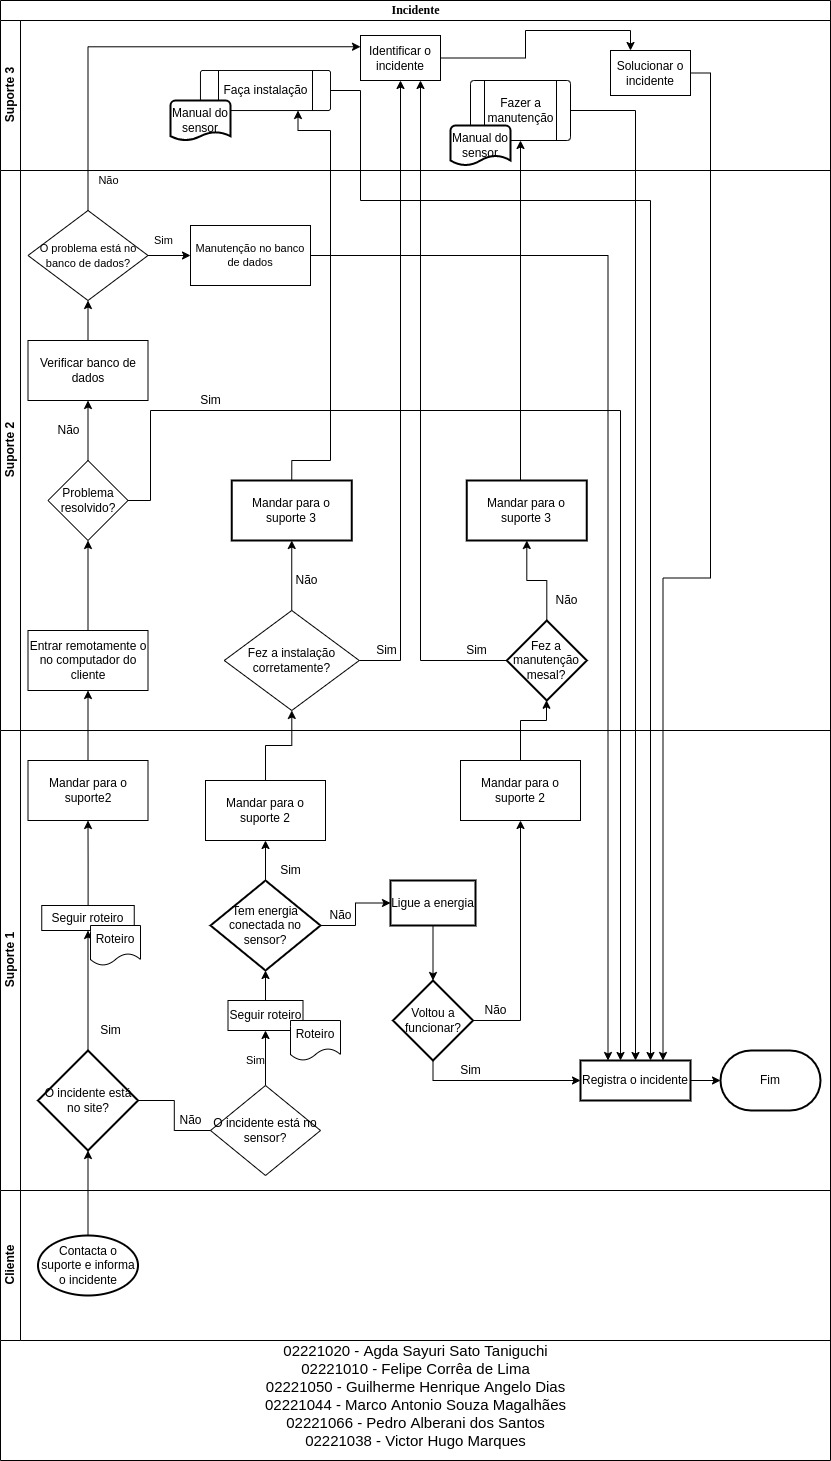 Incidente
Suporte 3
Identificar o
incidente
Solucionar o
incidente
Faça instalação
Manual do
sensor
Fazer a
manutenção
Manual do
sensor
Suporte 2
Não
O problema está no
banco de dados?
Sim
Manutenção no banco
de dados
Verificar banco de
dados
Sim
Não
Problema
resolvido?
Mandar para o
suporte 3
Mandar para o
suporte 3
Não
Não
Entrar remotamente o
no computador do
cliente
Fez a instalação
corretamente?
Sim
Sim
Fez a
manutenção
mesal?
Suporte 1
Mandar para o
suporte2
Mandar para o
suporte 2
Mandar para o
suporte 2
Sim
Seguir roteiro
Roteiro
Tem energia
conectada no
sensor?
Não
Ligue a energia
Seguir roteiro
Roteiro
Voltou a
funcionar?
Não
Sim
Sim
Sim
O incidente está
no site?
Não
O incidente está no
sensor?
Registra o incidente
Fim
Cliente
Contacta o
suporte e informa
o incidente
02221020 - Agda Sayuri Sato Taniguchi
02221010 - Felipe Corrêa de Lima
02221050 - Guilherme Henrique Angelo Dias
02221044 - Marco Antonio Souza Magalhães
02221066 - Pedro Alberani dos Santos
02221038 - Victor Hugo Marques